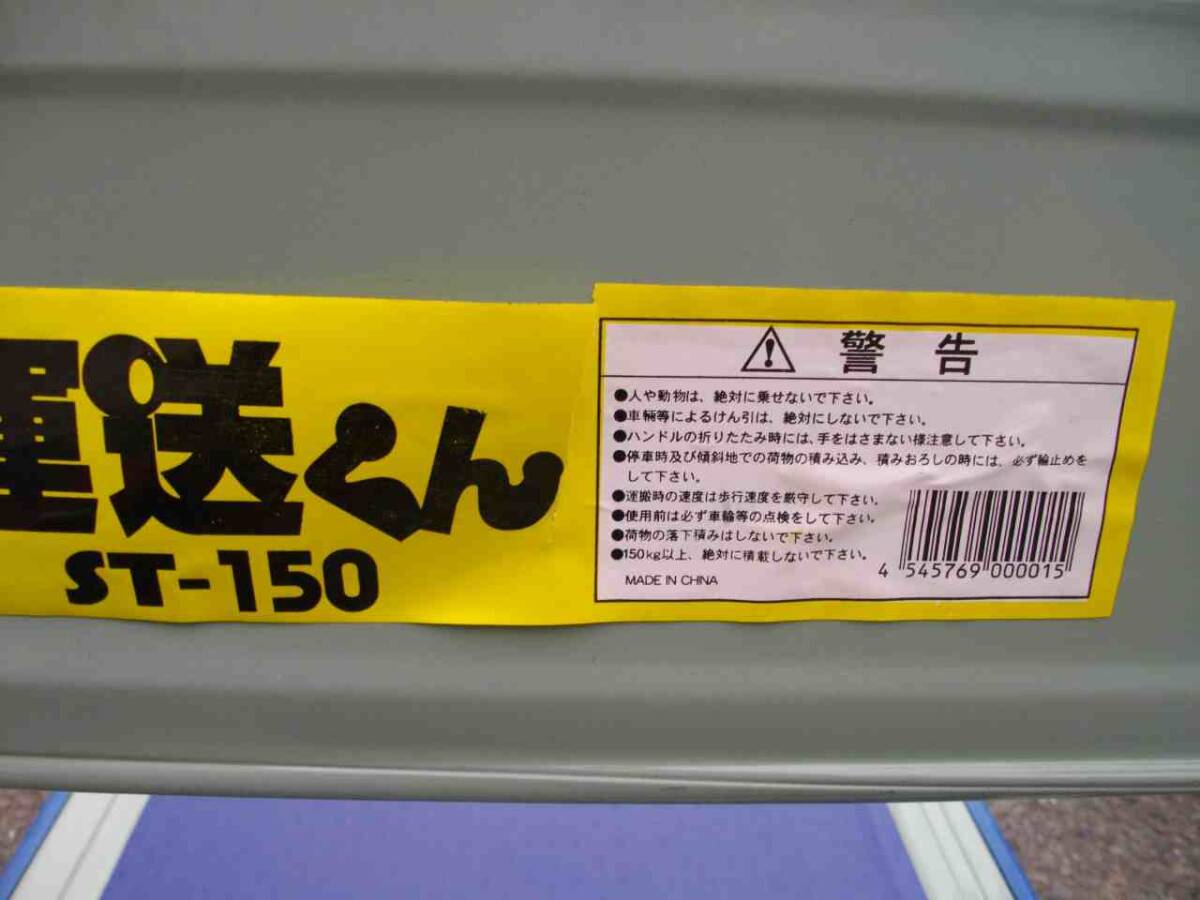 運送くん
ST-150
警告
●人や動物は、絶対に乗せないで下さい。
●車輛等によるけん引は、絶対にしないで下さい。
●ハンドルの折りたたみ時には、手をはさまない様注意して下さい。
●停車時及び傾斜地での荷物の積み込み、積みおろしの時には、必ず輪止めを
して下さい。
●運搬時の速度は歩行速度を厳守して下さい。
●使用前は必ず車輪等の点検をして下さい。
●荷物の落下積みはしないで下さい。
●150kg以上、絶対に積載しないで下さい。
MADE IN CHINA
4 545769 000015